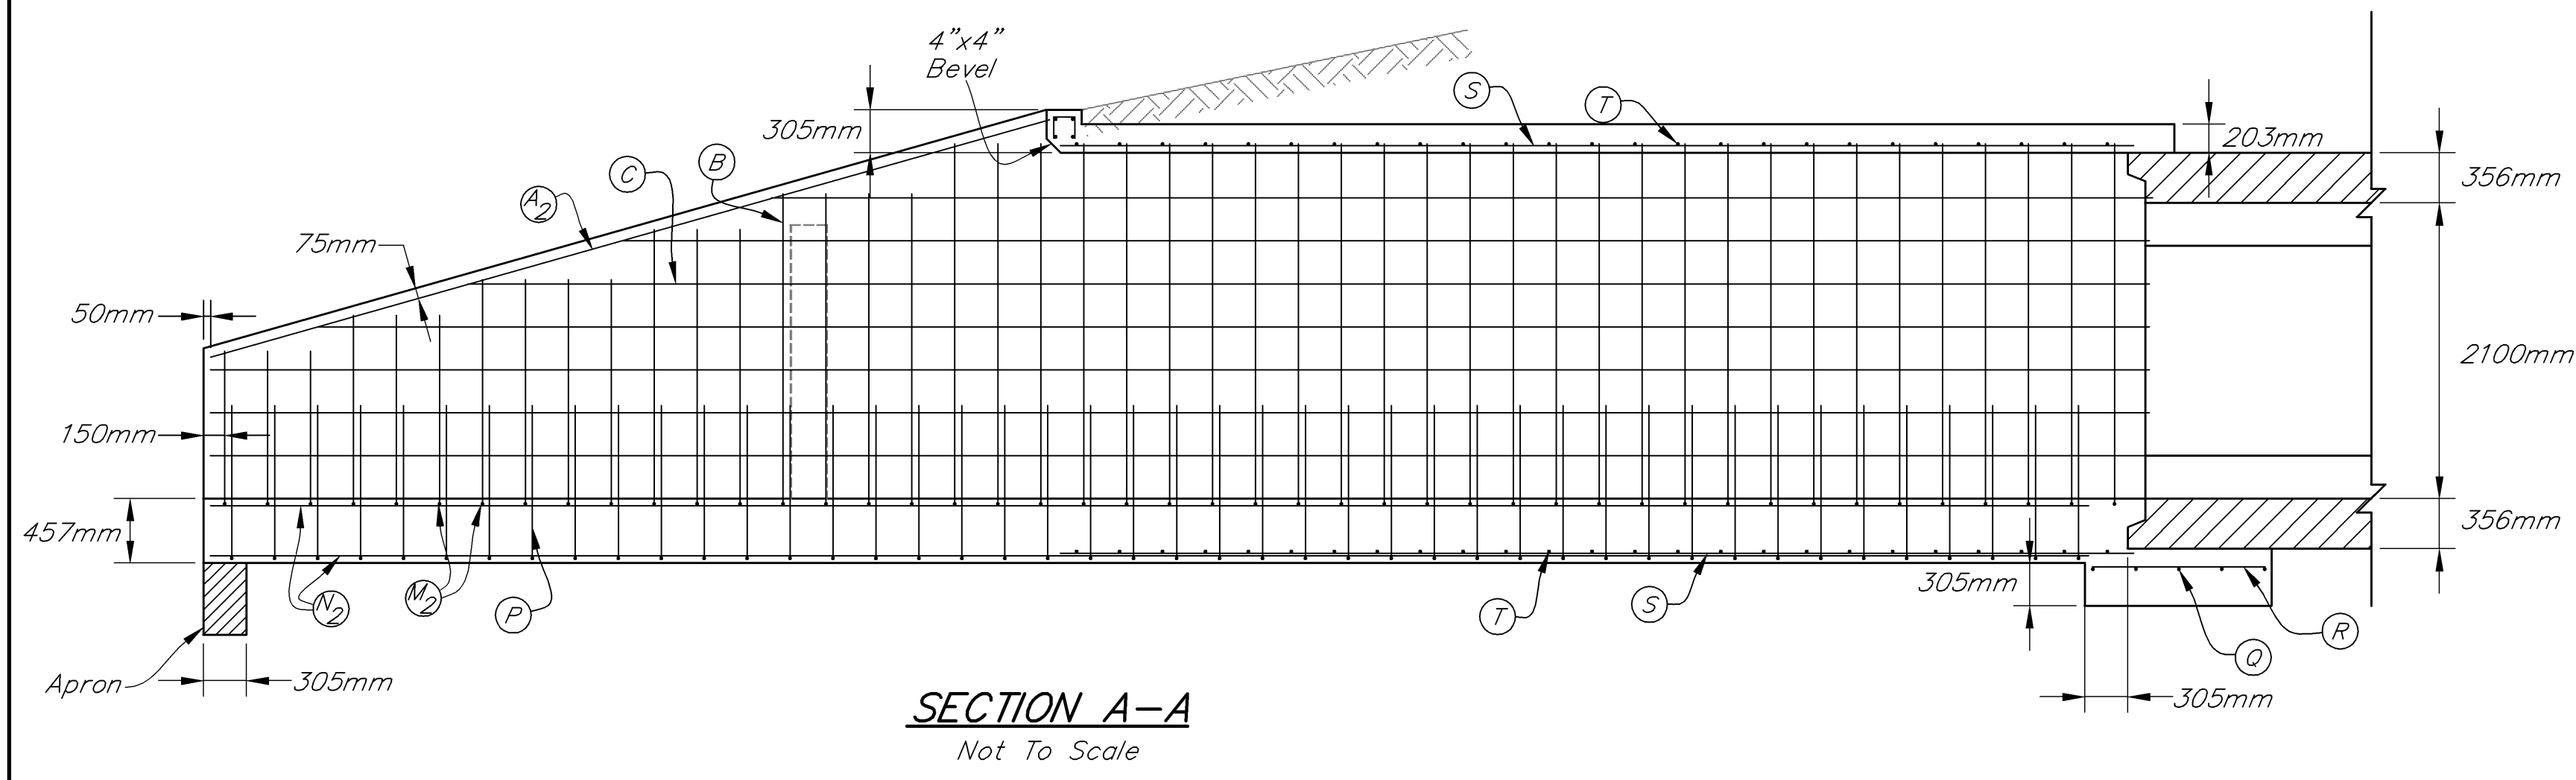 4"x4"
Bevel
305mm
S
T
203mm
356mm
C
B
A2
75mm
50mm
2100mm
150mm
457mm
356mm
305mm
N2
M2
P
T
S
R
Q
Apron
305mm
305mm
SECTION A-A
Not To Scale